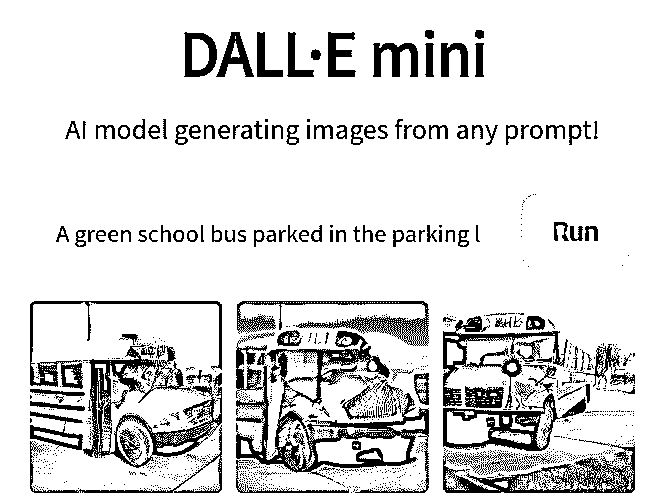 DALL·E mini
AI model generating images from any prompt!
A green school bus parked in the parking l
Run